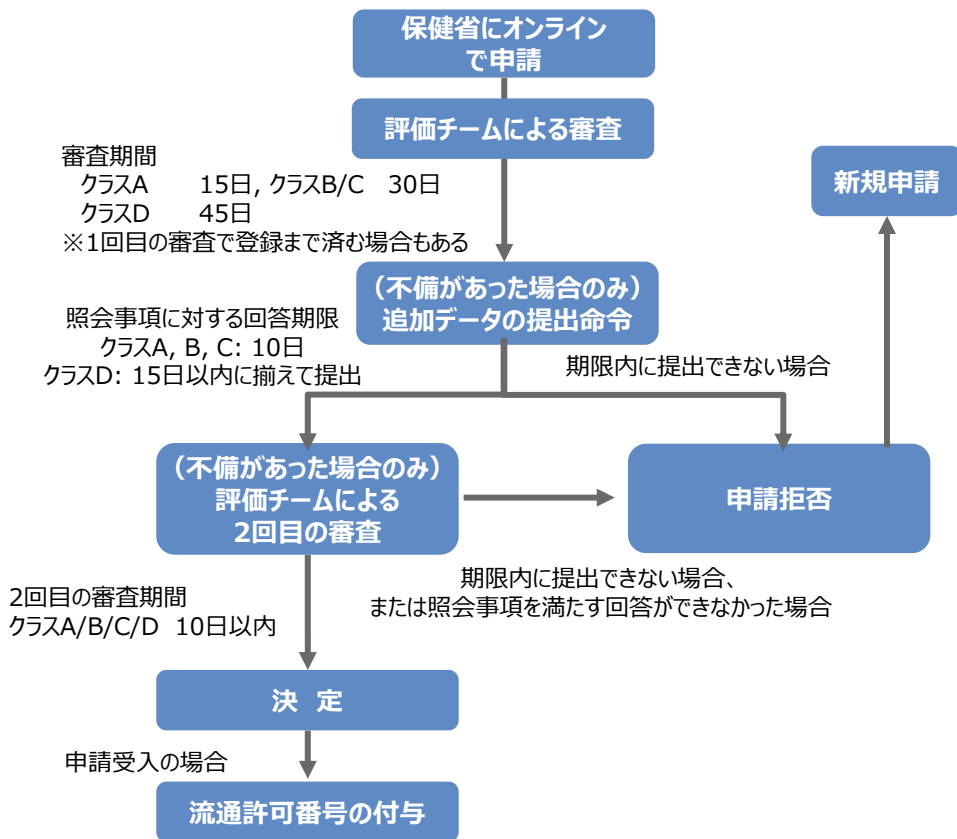 保健省にオンライン
で申請
評価チームによる審査
審査期間
クラスA 15日, クラスB/C 30日
クラスD 45日
※1回目の審査で登録まで済む場合もある
新規申請
（不備があった場合のみ）
追加データの提出命令
照会事項に対する回答期限
クラスA, B, C: 10日
クラスD: 15日以内に揃えて提出
期限内に提出できない場合
（不備があった場合のみ）
評価チームによる
2回目の審査
申請拒否
期限内に提出できない場合、
または照会事項を満たす回答ができなかった場合
2回目の審査期間
クラスA/B/C/D 10日以内
決 定
申請受入の場合
流通許可番号の付与